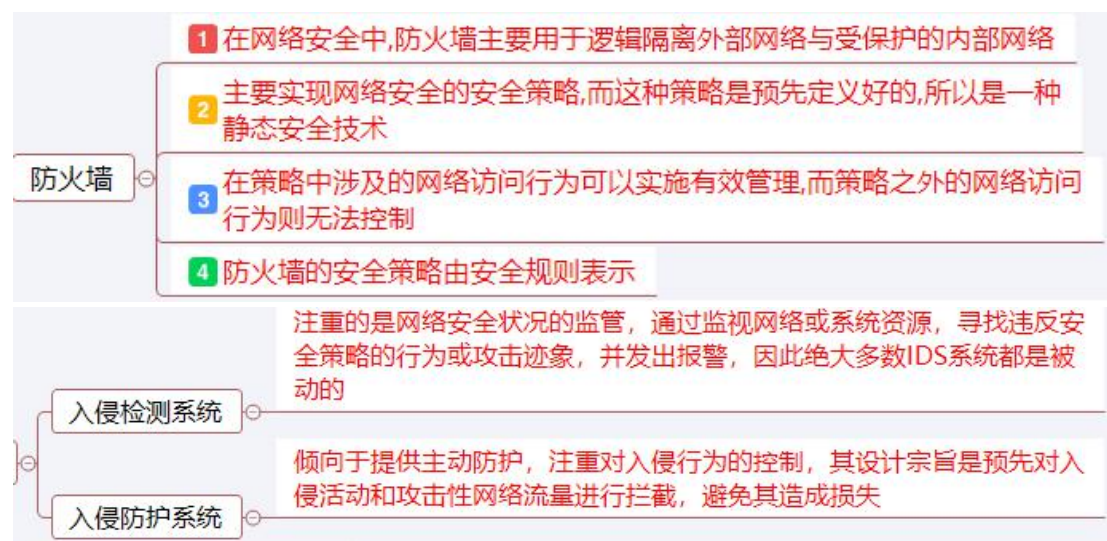 防火墙
1 在网络安全中,防火墙主要用于逻辑隔离外部网络与受保护的内部网络
2 主要实现网络安全的安全策略,而这种策略是预先定义好的,所以是一种
静态安全技术
3 在策略中涉及的网络访问行为可以实施有效管理,而策略之外的网络访问
行为则无法控制
4 防火墙的安全策略由安全规则表示
入侵检测系统
注重的是网络安全状况的监管，通过监视网络或系统资源，寻找违反安
全策略的行为或攻击迹象，并发出报警，因此绝大多数IDS系统都是被
动的
入侵防护系统
倾向于提供主动防护，注重对入侵行为的控制，其设计宗旨是预先对入
侵活动和攻击性网络流量进行拦截，避免其造成损失